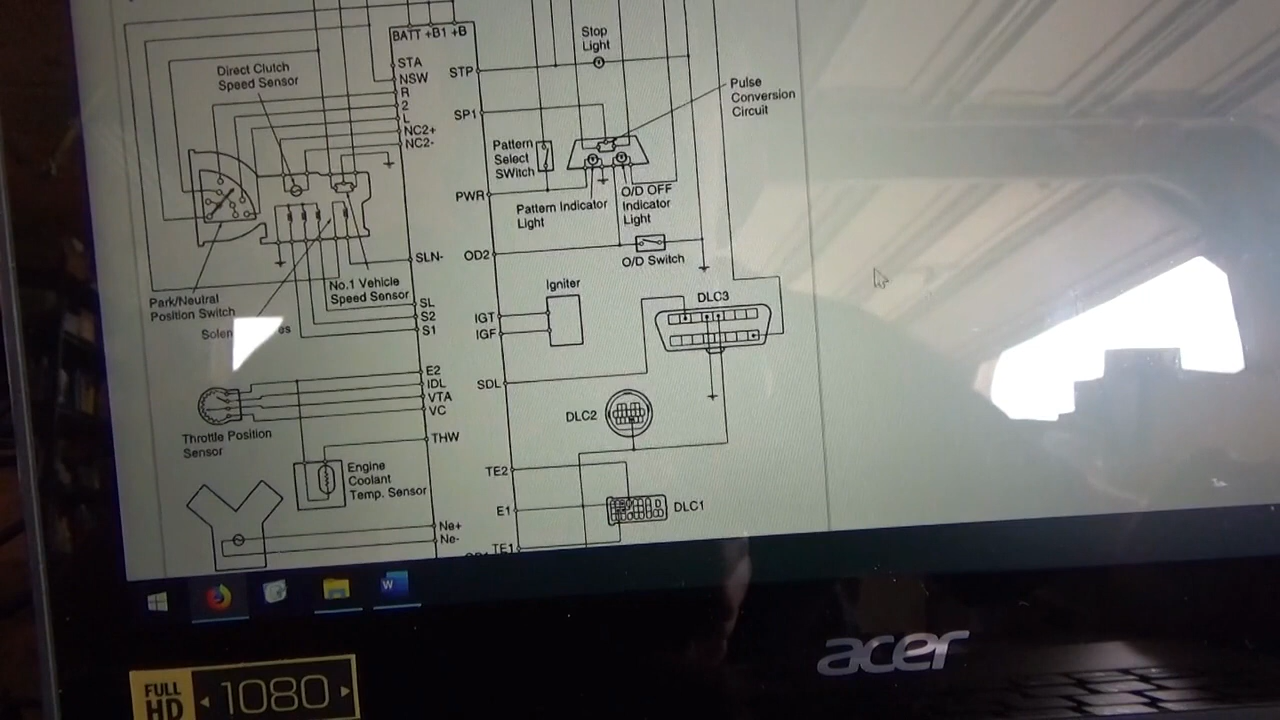 BATT +B1 +B
Direct Clutch
Speed Sensor
STA
NSW
R
2
L
NC2+
NC2-
Park/Neutral
Position Switch
No.1 Vehicle
Speed Sensor
SLN-
SL
S2
S1
E2
IDL
VTA
VC
Throttle Position
Sensor
THW
Engine
Coolant
Temp. Sensor
Ne+
Ne-
Stop
Light
STP
SP1
Pulse
Conversion
Circuit
Pattern
Select
SWitch
PWR
Pattern Indicator
Light
O/D OFF
Indicator
Light
OD2
O/D Switch
Igniter
IGT
IGF
DLC3
SDL
DLC2
TE2
E1
DLC1
TE1
W
acer
FULL
HD
1080